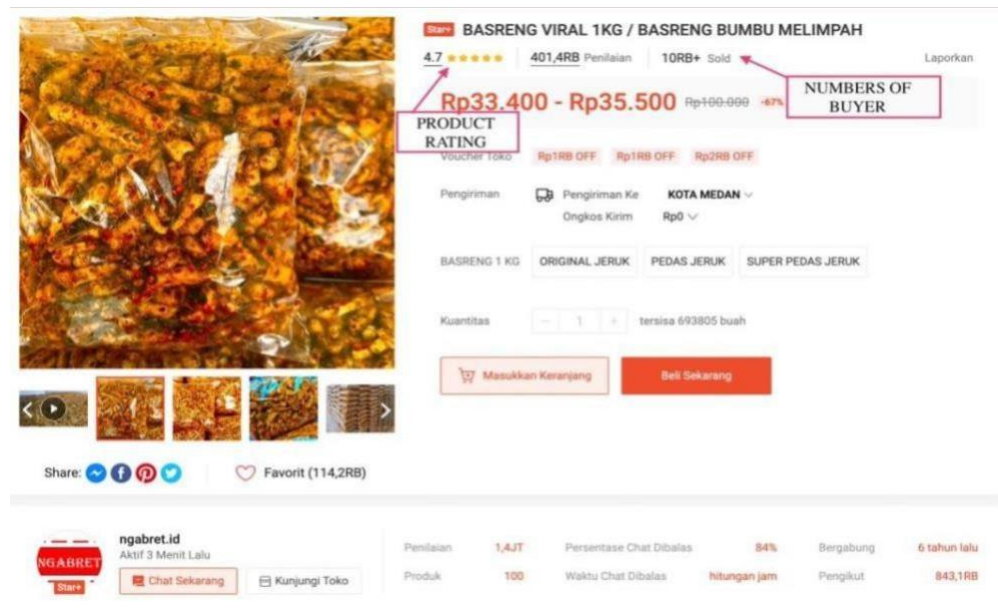 Star+ BASRENG VIRAL 1KG / BASRENG BUMBU MELIMPAH
4.7 401,4RB Penilaian 10RB+ Sold Laporkan
NUMBERS OF
BUYER
Rp33.400 - Rp35.500 Rp100.000 -67%
PRODUCT
RATING
Voucher Toko Rp1RB OFF Rp1RB OFF Rp2RB OFF
Pengiriman Pengiriman Ke KOTA MEDAN
Ongkos Kirim Rp0
BASRENG 1 KG ORIGINAL JERUK PEDAS JERUK SUPER PEDAS JERUK
Kuantitas - 1 + tersisa 693805 buah
Masukkan Keranjang Beli Sekarang
Share: Favorit (114,2RB)
ngabret.id
Aktif 3 Menit Lalu
NGABRET
Star+
Chat Sekarang Kunjungi Toko
Penilaian 1,4JT Persentase Chat Dibalas 84% Bergabung 6 tahun lalu
Produk 100 Waktu Chat Dibalas hitungan jam Pengikut 843,1RB